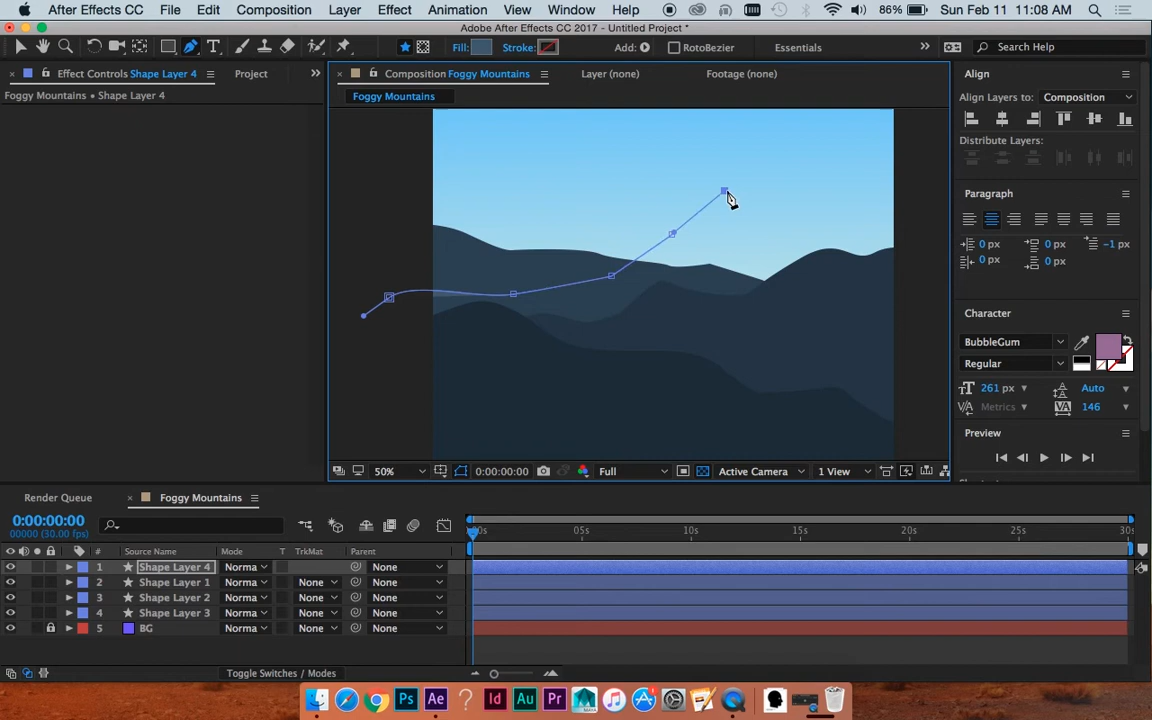 After Effects CC File Edit Composition Layer Effect Animation View Window Help 86% Sun Feb 11 11:08 AM
Adobe After Effects CC 2017 - Untitled Project *
Fill: Stroke: Add: RotoBezier Essentials » Search Help
× Effect Controls Shape Layer 4 Project »
Foggy Mountains • Shape Layer 4
× Composition Foggy Mountains Layer (none) Footage (none)
Foggy Mountains
Align
Align Layers to: Composition
Distribute Layers:
Paragraph
0 px 0 px -1 px
0 px 0 px
Character
BubbleGum
Regular
261 px Auto
Metrics 146
Preview
50% 0:00:00:00 Full Active Camera 1 View
Render Queue × Foggy Mountains
0:00:00:00
00000 (30.00 fps)
00s 05s 10s 15s 20s 25s 30s
# Source Name Mode T TrkMat Parent
1 Shape Layer 4 Norma None
2 Shape Layer 1 Norma None None
3 Shape Layer 2 Norma None None
4 Shape Layer 3 Norma None None
5 BG Norma None None
Toggle Switches / Modes
Ps Ae ? Id Au Pr MAYA